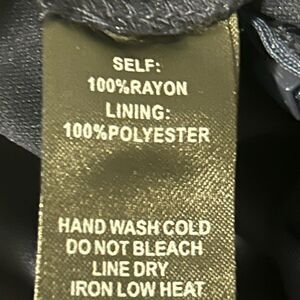 SELF:
100%RAYON
LINING:
100%POLYESTER
HAND WASH COLD
DO NOT BLEACH
LINE DRY
IRON LOW HEAT